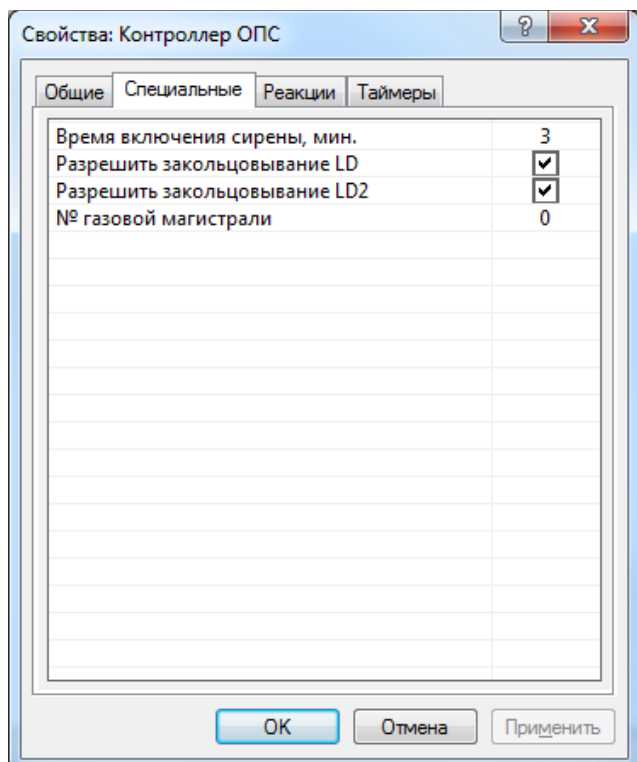 Свойства: Контроллер ОПС
Общие Специальные Реакции Таймеры
Время включения сирены, мин. 3
Разрешить закольцовывание LD
Разрешить закольцовывание LD2
№ газовой магистрали 0
OK Отмена Применить